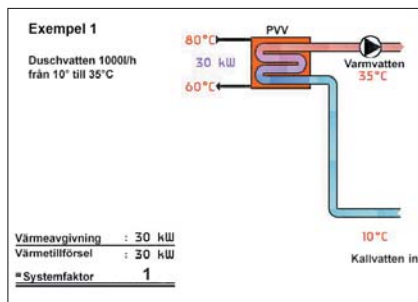 Exempel 1
Duschvatten 1000l/h
från 10° till 35°C
80°C
PVV
30 kW
60°C
Varmvatten
35°C
10°C
Kallvatten in
Värmeavgivning : 30 kW
Värmetillförsel : 30 kW
=Systemfaktor 1